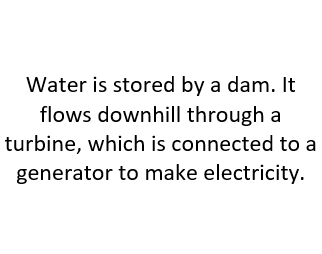 Water is stored by a dam. It
flows downhill through a
turbine, which is connected to a
generator to make electricity.